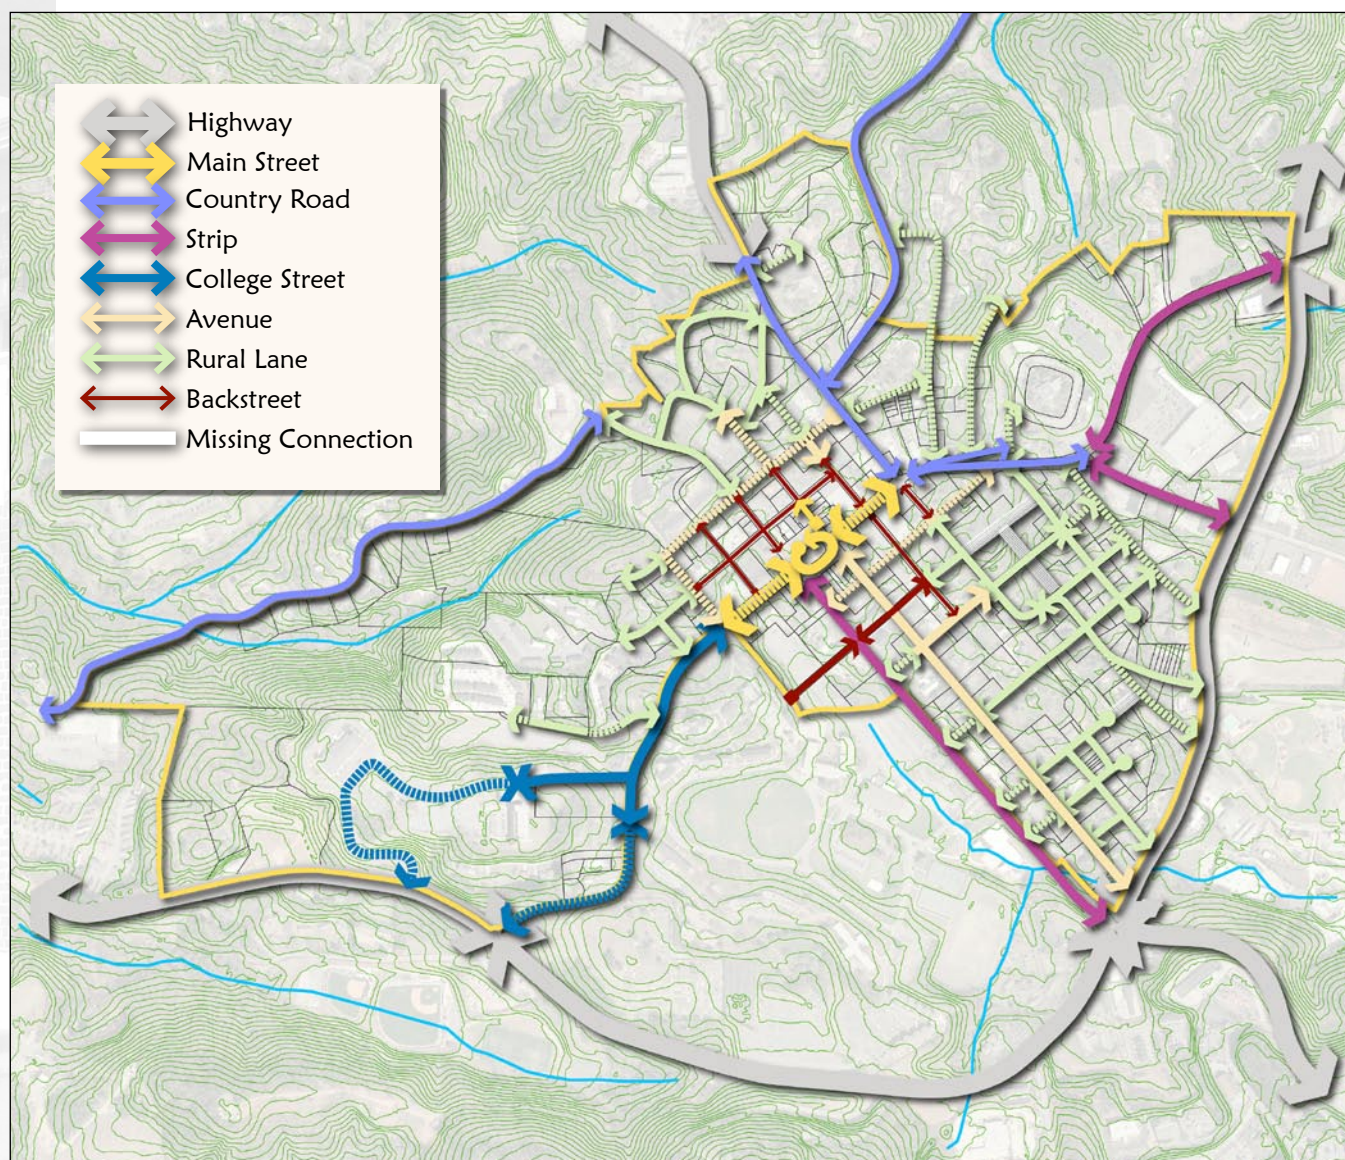 Highway
Main Street
Country Road
Strip
College Street
Avenue
Rural Lane
Backstreet
Missing Connection